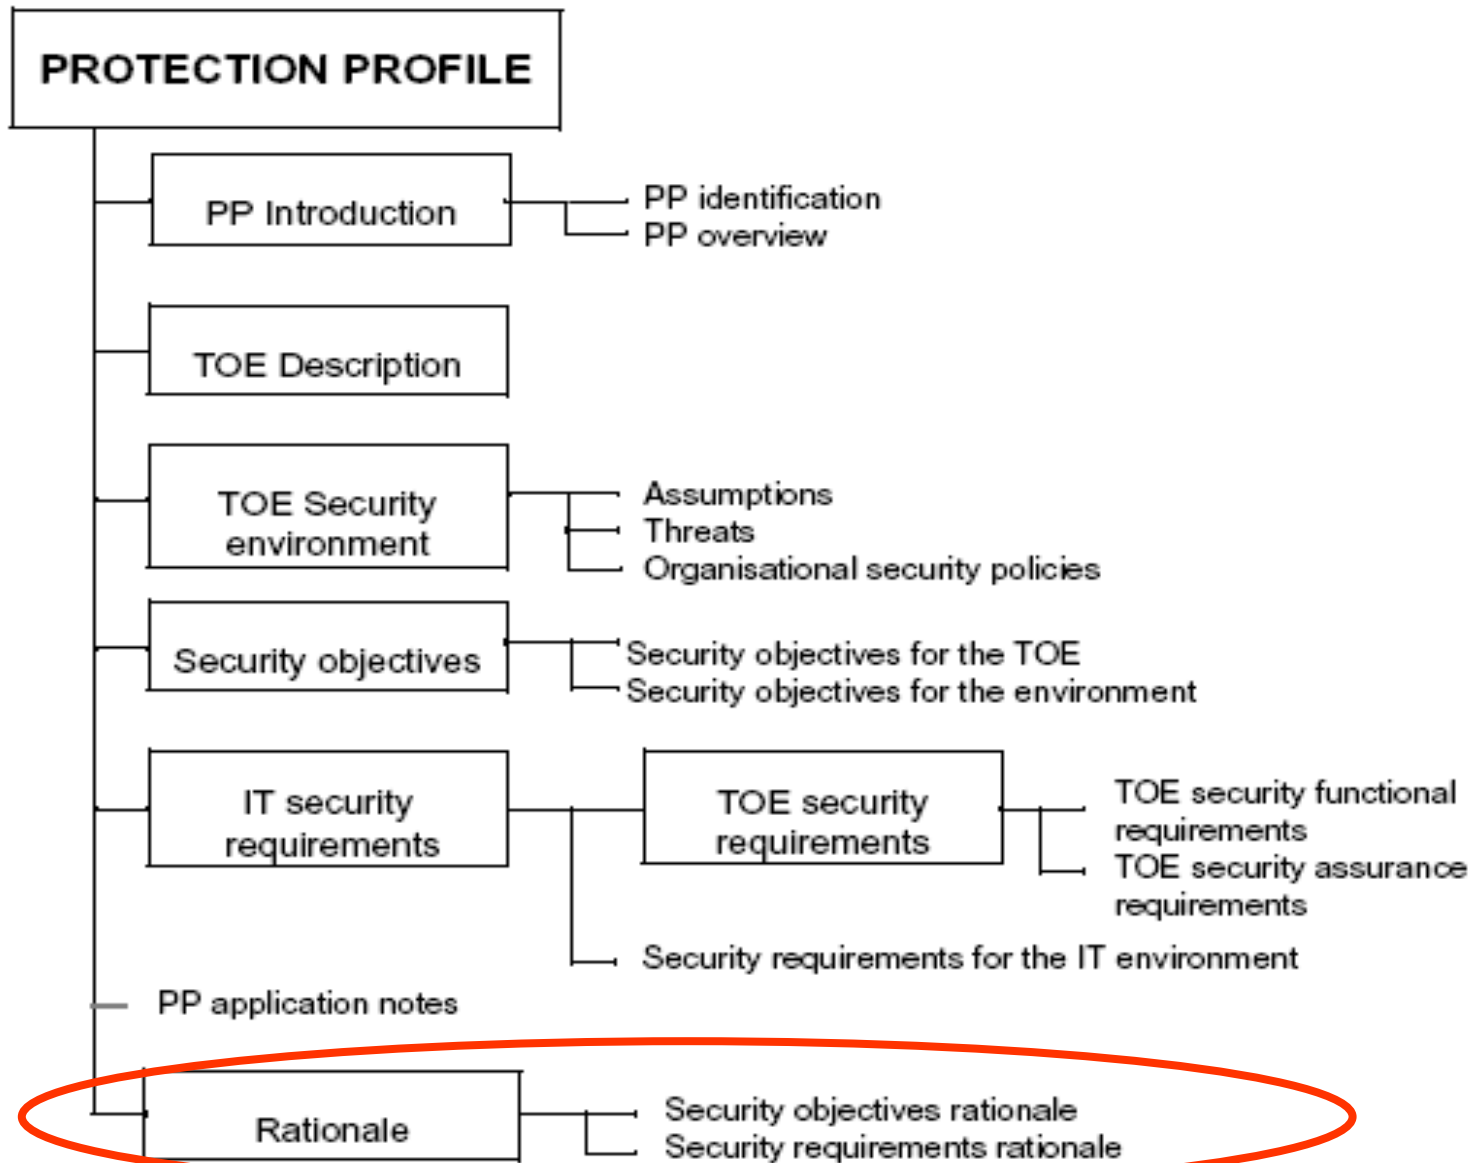 PROTECTION PROFILE
PP Introduction
PP identification
PP overview
TOE Description
TOE Security
environment
Assumptions
Threats
Organisational security policies
Security objectives
Security objectives for the TOE
Security objectives for the environment
IT security
requirements
TOE security
requirements
TOE security functional
requirements
TOE security assurance
requirements
Security requirements for the IT environment
PP application notes
Rationale
Security objectives rationale
Security requirements rationale